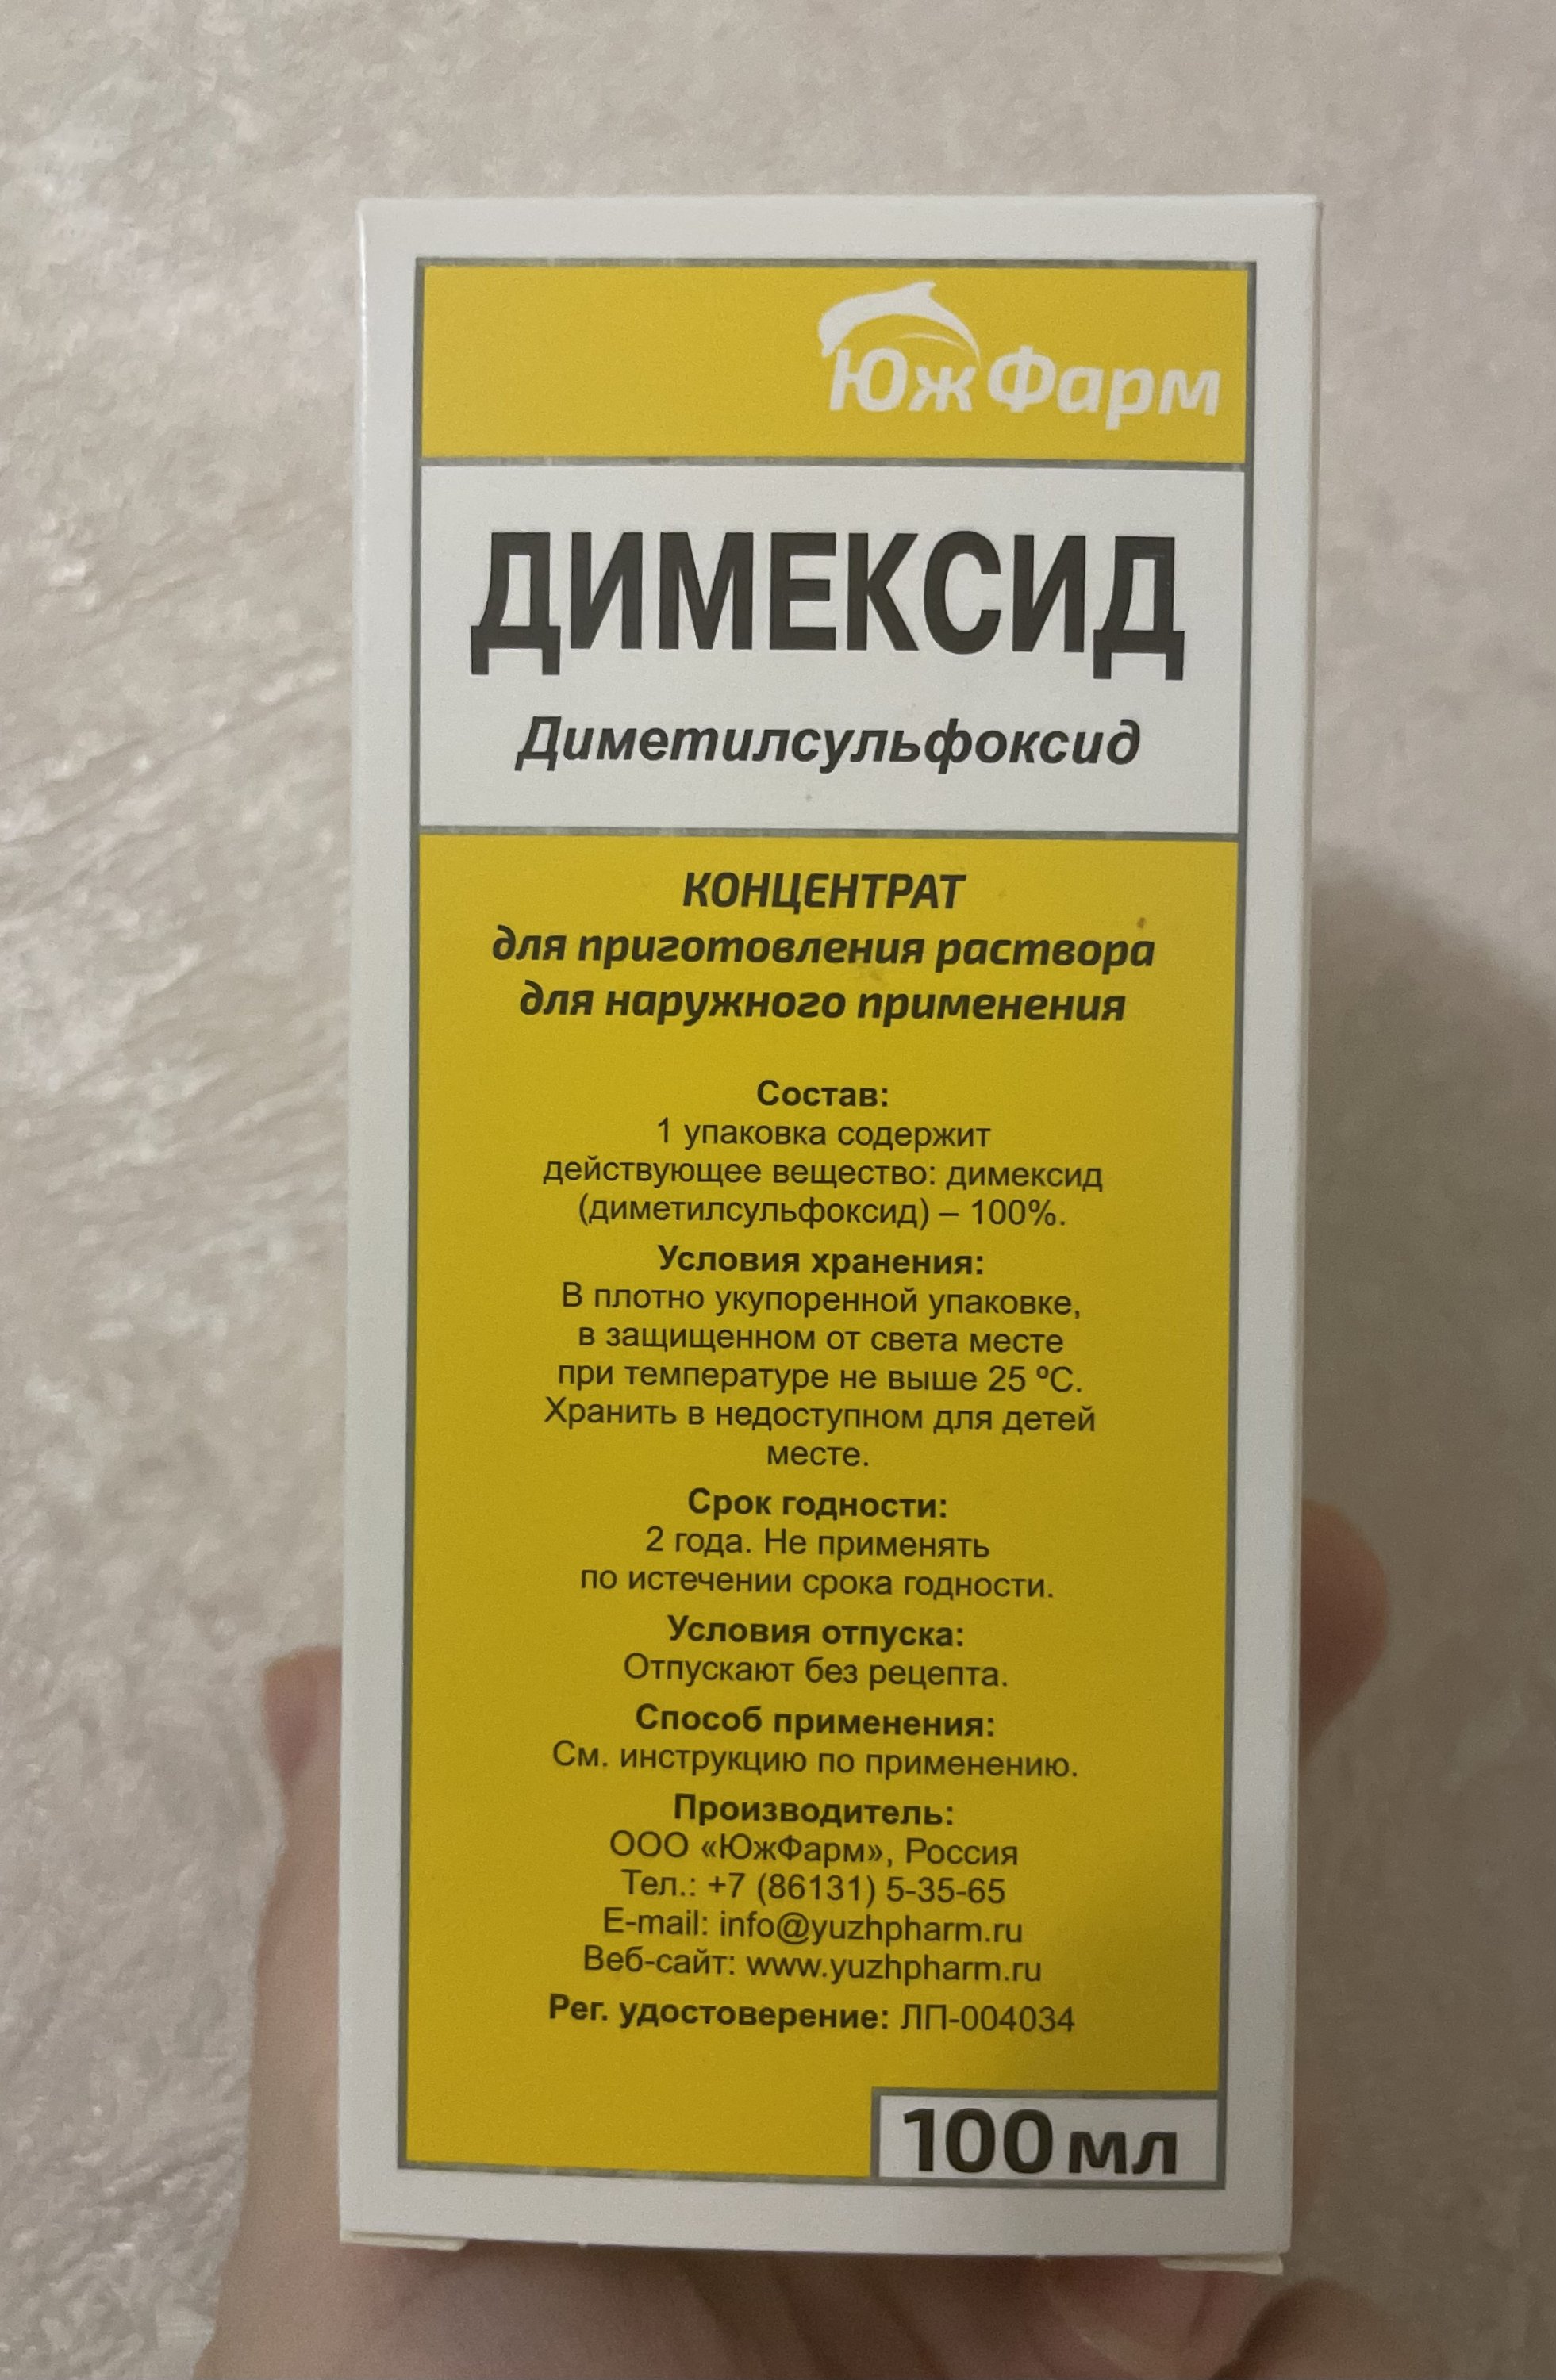 ЮжФарм
ДИМЕКСИД
Диметилсульфоксид
КОНЦЕНТРАТ
для приготовления раствора
для наружного применения
Состав:
1 упаковка содержит
действующее вещество: димексид
(диметилсульфоксид) – 100%.
Условия хранения:
В плотно укупоренной упаковке,
в защищенном от света месте
при температуре не выше 25 ºС.
Хранить в недоступном для детей
месте.
Срок годности:
2 года. Не применять
по истечении срока годности.
Условия отпуска:
Отпускают без рецепта.
Способ применения:
См. инструкцию по применению.
Производитель:
ООО «ЮжФарм», Россия
Тел.: +7 (86131) 5-35-65
E-mail: info@yuzhpharm.ru
Веб-сайт: www.yuzhpharm.ru
Рег. удостоверение: ЛП-004034
100 мл